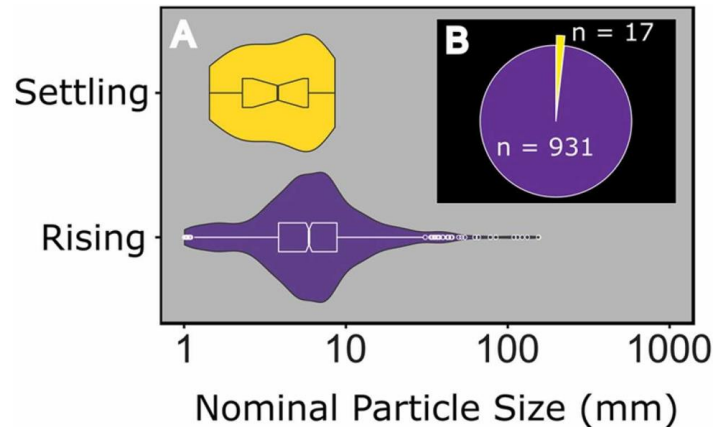 A
B
n = 17
n = 931
Settling
Rising
1 10 100 1000
Nominal Particle Size (mm)